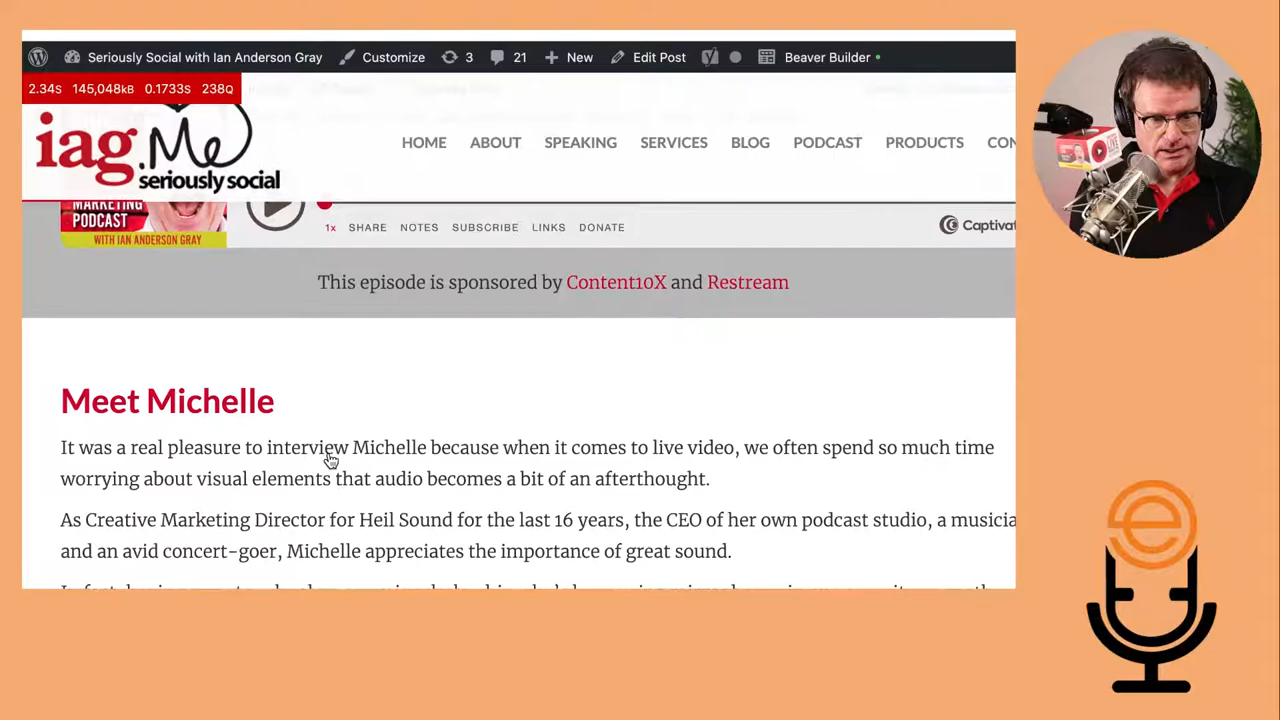 Seriously Social with Ian Anderson Gray Customize 3 21 New Edit Post Beaver Builder
2.34S 145,048kB 0.1733S 238Q
iag.Me
seriously social
HOME ABOUT SPEAKING SERVICES BLOG PODCAST PRODUCTS CON
MARKETING
PODCAST
WITH IAN ANDERSON GRAY
1x SHARE NOTES SUBSCRIBE LINKS DONATE
Captiva
This episode is sponsored by Content10X and Restream
Meet Michelle
It was a real pleasure to interview Michelle because when it comes to live video, we often spend so much time
worrying about visual elements that audio becomes a bit of an afterthought.
As Creative Marketing Director for Heil Sound for the last 16 years, the CEO of her own podcast studio, a musicia
and an avid concert-goer, Michelle appreciates the importance of great sound.